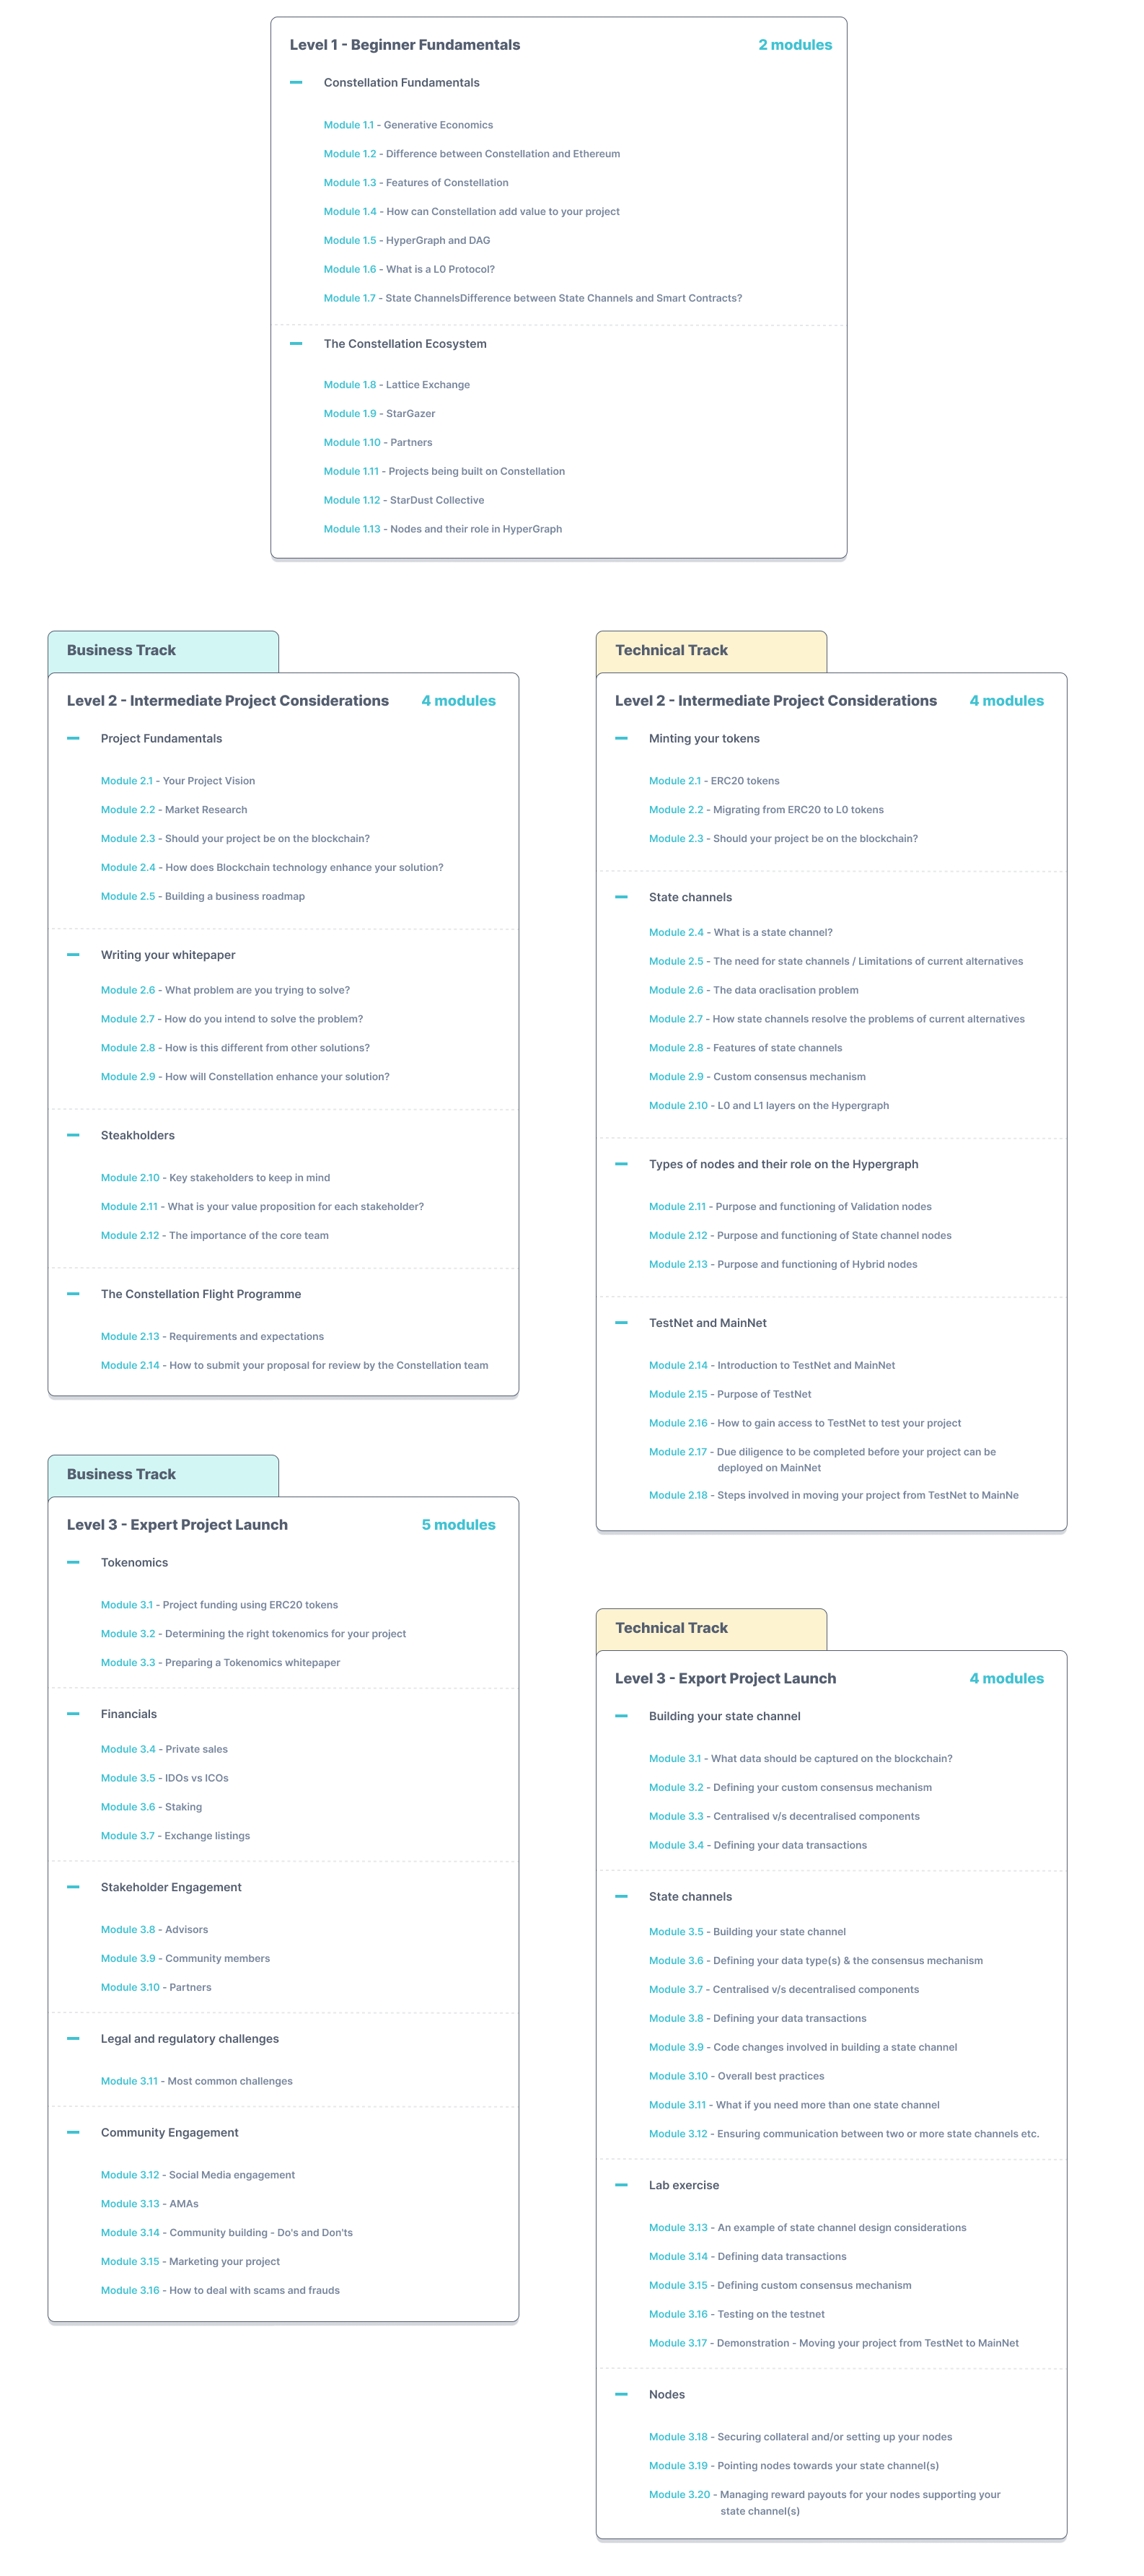 Level 1 - Beginner Fundamentals
2 modules
Constellation Fundamentals
Module 1.1 - Generative Economics
Module 1.2 - Difference between Constellation and Ethereum
Module 1.3 - Features of Constellation
Module 1.4 - How can Constellation add value to your project
Module 1.5 - HyperGraph and DAG
Module 1.6 - What is a L0 Protocol?
Module 1.7 - State ChannelsDifference between State Channels and Smart Contracts?
The Constellation Ecosystem
Module 1.8 - Lattice Exchange
Module 1.9 - StarGazer
Module 1.10 - Partners
Module 1.11 - Projects being built on Constellation
Module 1.12 - StarDust Collective
Module 1.13 - Nodes and their role in HyperGraph
Business Track
Level 2 - Intermediate Project Considerations
4 modules
Project Fundamentals
Module 2.1 - Your Project Vision
Module 2.2 - Market Research
Module 2.3 - Should your project be on the blockchain?
Module 2.4 - How does Blockchain technology enhance your solution?
Module 2.5 - Building a business roadmap
Writing your whitepaper
Module 2.6 - What problem are you trying to solve?
Module 2.7 - How do you intend to solve the problem?
Module 2.8 - How is this different from other solutions?
Module 2.9 - How will Constellation enhance your solution?
Steakholders
Module 2.10 - Key stakeholders to keep in mind
Module 2.11 - What is your value proposition for each stakeholder?
Module 2.12 - The importance of the core team
The Constellation Flight Programme
Module 2.13 - Requirements and expectations
Module 2.14 - How to submit your proposal for review by the Constellation team
Technical Track
Level 2 - Intermediate Project Considerations
4 modules
Minting your tokens
Module 2.1 - ERC20 tokens
Module 2.2 - Migrating from ERC20 to L0 tokens
Module 2.3 - Should your project be on the blockchain?
State channels
Module 2.4 - What is a state channel?
Module 2.5 - The need for state channels / Limitations of current alternatives
Module 2.6 - The data oraclisation problem
Module 2.7 - How state channels resolve the problems of current alternatives
Module 2.8 - Features of state channels
Module 2.9 - Custom consensus mechanism
Module 2.10 - L0 and L1 layers on the Hypergraph
Types of nodes and their role on the Hypergraph
Module 2.11 - Purpose and functioning of Validation nodes
Module 2.12 - Purpose and functioning of State channel nodes
Module 2.13 - Purpose and functioning of Hybrid nodes
TestNet and MainNet
Module 2.14 - Introduction to TestNet and MainNet
Module 2.15 - Purpose of TestNet
Module 2.16 - How to gain access to TestNet to test your project
Module 2.17 - Due diligence to be completed before your project can be
deployed on MainNet
Module 2.18 - Steps involved in moving your project from TestNet to MainNe
Business Track
Level 3 - Expert Project Launch
5 modules
Tokenomics
Module 3.1 - Project funding using ERC20 tokens
Module 3.2 - Determining the right tokenomics for your project
Module 3.3 - Preparing a Tokenomics whitepaper
Financials
Module 3.4 - Private sales
Module 3.5 - IDOs vs ICOs
Module 3.6 - Staking
Module 3.7 - Exchange listings
Stakeholder Engagement
Module 3.8 - Advisors
Module 3.9 - Community members
Module 3.10 - Partners
Legal and regulatory challenges
Module 3.11 - Most common challenges
Community Engagement
Module 3.12 - Social Media engagement
Module 3.13 - AMAs
Module 3.14 - Community building - Do's and Don'ts
Module 3.15 - Marketing your project
Module 3.16 - How to deal with scams and frauds
Technical Track
Level 3 - Export Project Launch
4 modules
Building your state channel
Module 3.1 - What data should be captured on the blockchain?
Module 3.2 - Defining your custom consensus mechanism
Module 3.3 - Centralised v/s decentralised components
Module 3.4 - Defining your data transactions
State channels
Module 3.5 - Building your state channel
Module 3.6 - Defining your data type(s) & the consensus mechanism
Module 3.7 - Centralised v/s decentralised components
Module 3.8 - Defining your data transactions
Module 3.9 - Code changes involved in building a state channel
Module 3.10 - Overall best practices
Module 3.11 - What if you need more than one state channel
Module 3.12 - Ensuring communication between two or more state channels etc.
Lab exercise
Module 3.13 - An example of state channel design considerations
Module 3.14 - Defining data transactions
Module 3.15 - Defining custom consensus mechanism
Module 3.16 - Testing on the testnet
Module 3.17 - Demonstration - Moving your project from TestNet to MainNet
Nodes
Module 3.18 - Securing collateral and/or setting up your nodes
Module 3.19 - Pointing nodes towards your state channel(s)
Module 3.20 - Managing reward payouts for your nodes supporting your
state channel(s)